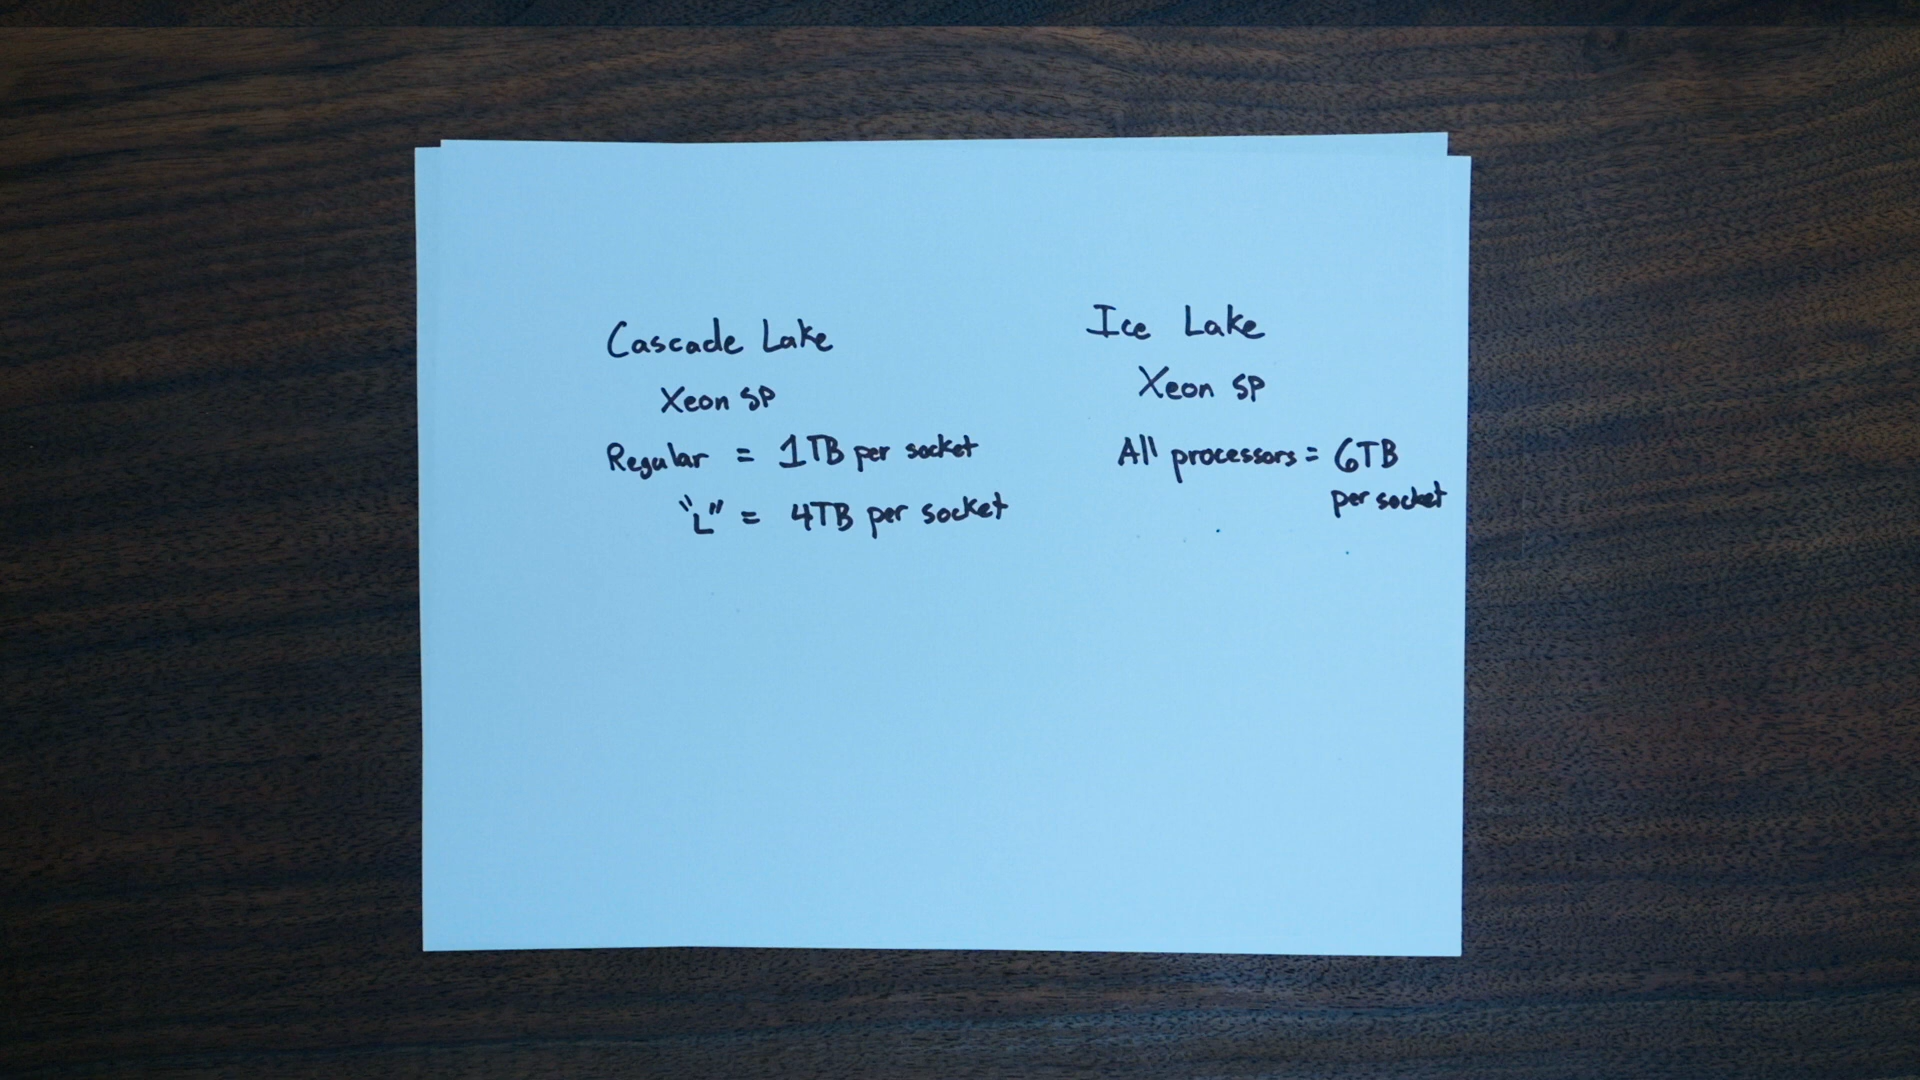 Cascade Lake
Xeon SP
Regular = 1TB per socket
"L" = 4TB per socket
Ice Lake
Xeon SP
All processors = 6TB
per socket